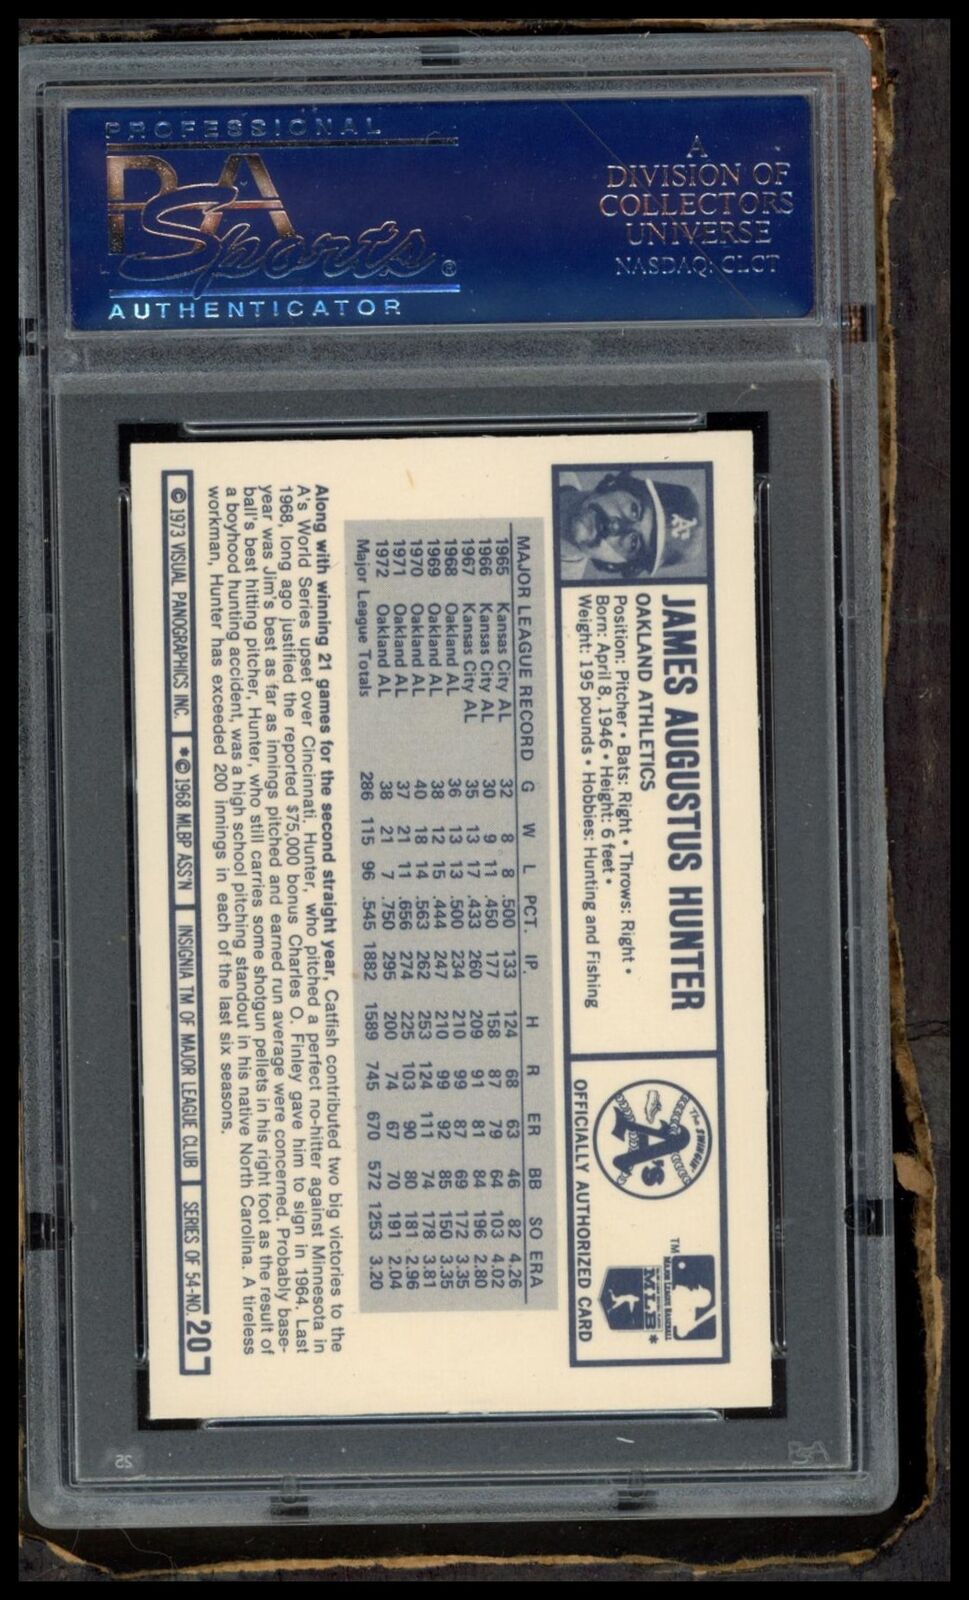 PROFESSIONAL
PSA
Sports®
AUTHENTICATOR
A
DIVISION OF
COLLECTORS
UNIVERSE
NASDAQ: CLCT
JAMES AUGUSTUS HUNTER
OAKLAND ATHLETICS
Position: Pitcher • Bats: Right • Throws: Right •
Born: April 8, 1946 • Height: 6 feet •
Weight: 195 pounds • Hobbies: Hunting and Fishing
The SWINGIN'
A's
TM
MAJOR LEAGUE BASEBALL
MLB*
OFFICIALLY AUTHORIZED CARD
MAJOR LEAGUE RECORD G W L PCT. IP. H R ER BB SO ERA
1965 Kansas City AL 32 8 8 .500 133 124 68 63 46 82 4.26
1966 Kansas City AL 30 9 11 .450 177 158 87 79 64 103 4.02
1967 Kansas City AL 35 13 17 .433 260 209 91 81 84 196 2.80
1968 Oakland AL 36 13 13 .500 234 210 99 87 69 172 3.35
1969 Oakland AL 38 12 15 .444 247 210 99 92 85 150 3.35
1970 Oakland AL 40 18 14 .563 262 253 124 111 74 178 3.81
1971 Oakland AL 37 21 11 .656 274 225 103 90 80 181 2.96
1972 Oakland AL 38 21 7 .750 295 200 74 67 70 191 2.04
Major League Totals 286 115 96 .545 1882 1589 745 670 572 1253 3.20
Along with winning 21 games for the second straight year, Catfish contributed two big victories to the
A's World Series upset over Cincinnati. Hunter, who pitched a perfect no-hitter against Minnesota in
1968, long ago justified the reported $75,000 bonus Charles O. Finley gave him to sign in 1964. Last
year was Jim's best as far as innings pitched and earned run average were concerned. Probably base-
ball's best hitting pitcher, Hunter, who still carries some shotgun pellets in his right foot as the result of
a boyhood hunting accident, was a high school pitching standout in his native North Carolina. A tireless
workman, Hunter has exceeded 200 innings in each of the last six seasons.
© 1973 VISUAL PANOGRAPHICS INC. *© 1968 MLBP ASS'N INSIGNIA TM OF MAJOR LEAGUE CLUB SERIES OF 54-NO. 20
PSA
25